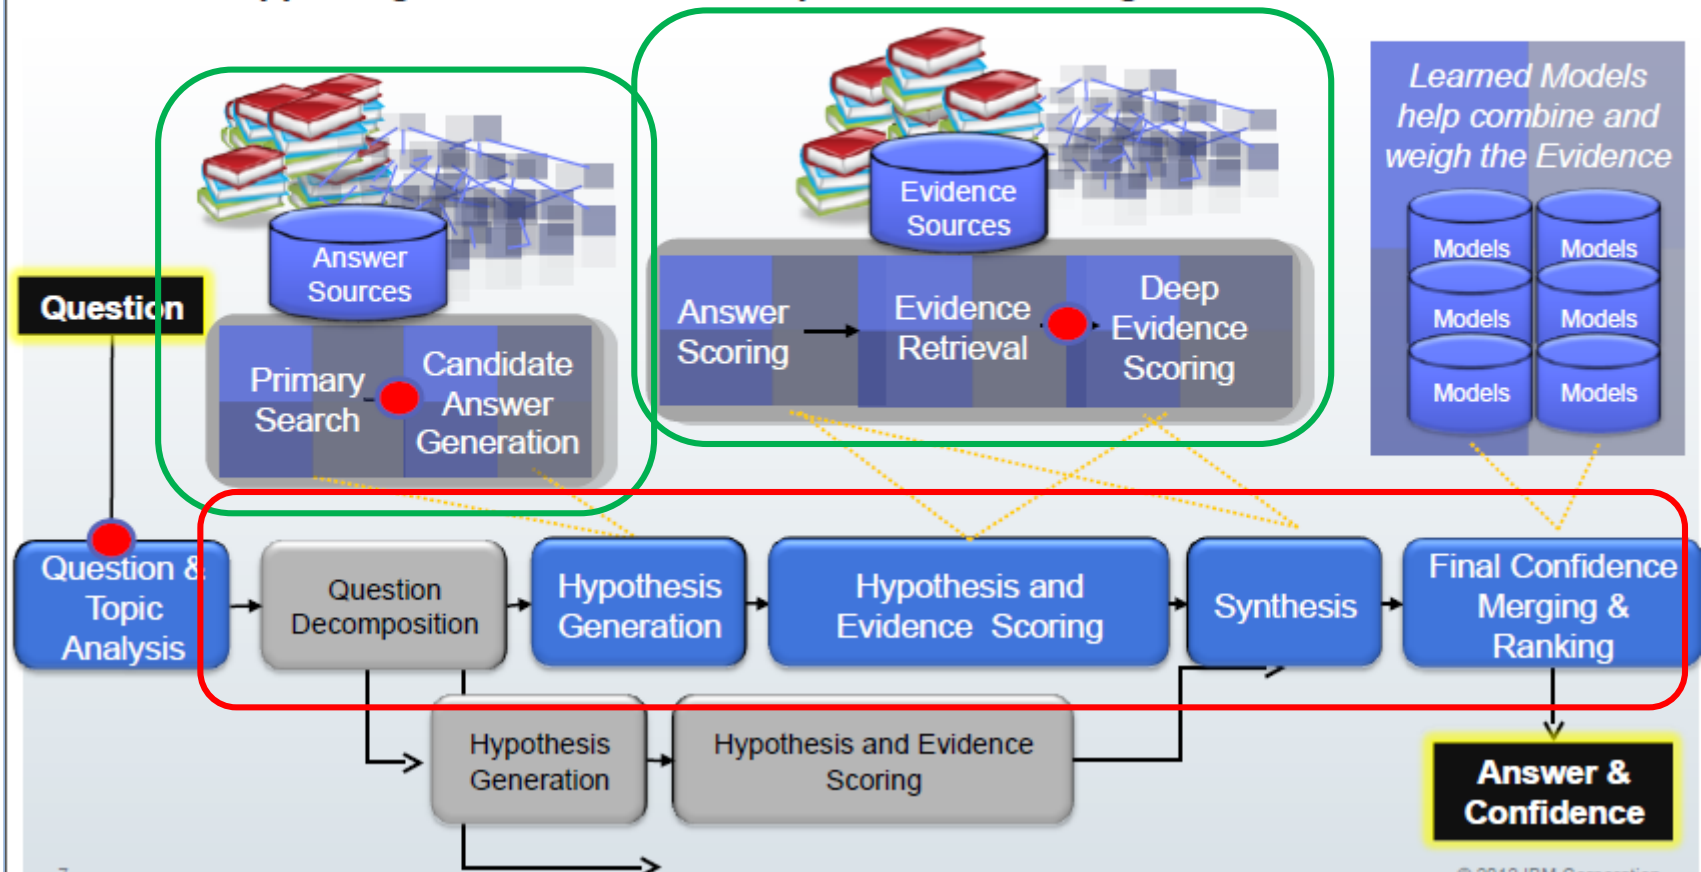 Learned Models
help combine and
weigh the Evidence
Evidence
Sources
Answer
Sources
Models
Models
Models
Models
Models
Models
Question
Answer
Scoring
Evidence
Retrieval
Deep
Evidence
Scoring
Primary
Search
Candidate
Answer
Generation
Question &
Topic
Analysis
Question
Decomposition
Hypothesis
Generation
Hypothesis and
Evidence Scoring
Synthesis
Final Confidence
Merging &
Ranking
Hypothesis
Generation
Hypothesis and Evidence
Scoring
Answer &
Confidence